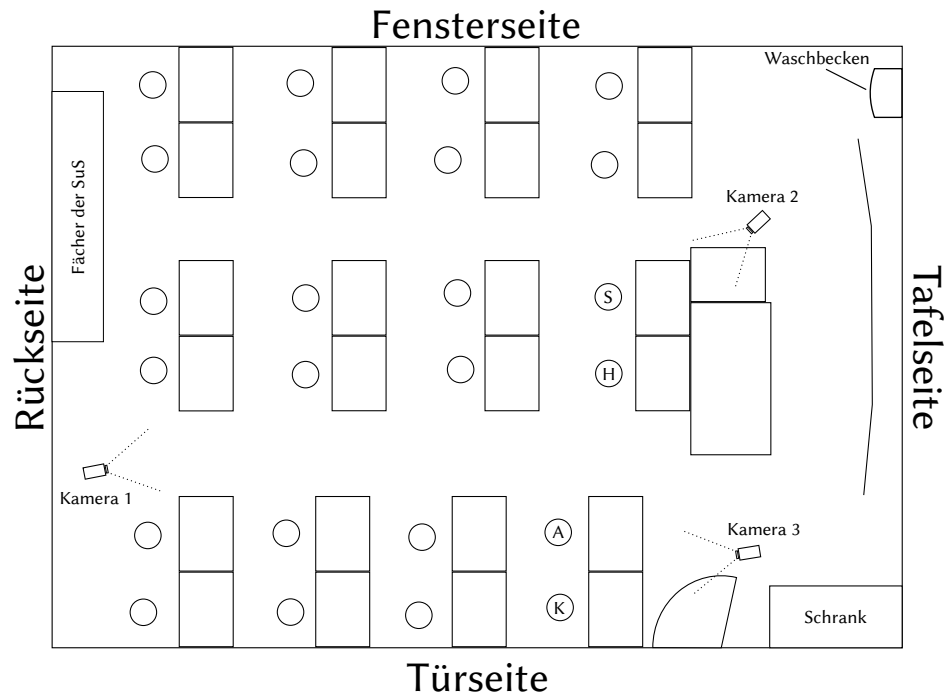 Fensterseite
Waschbecken
Fächer der SuS
Kamera 2
Rückseite
Tafelseite
S
H
Kamera 1
A
Kamera 3
K
Schrank
Türseite